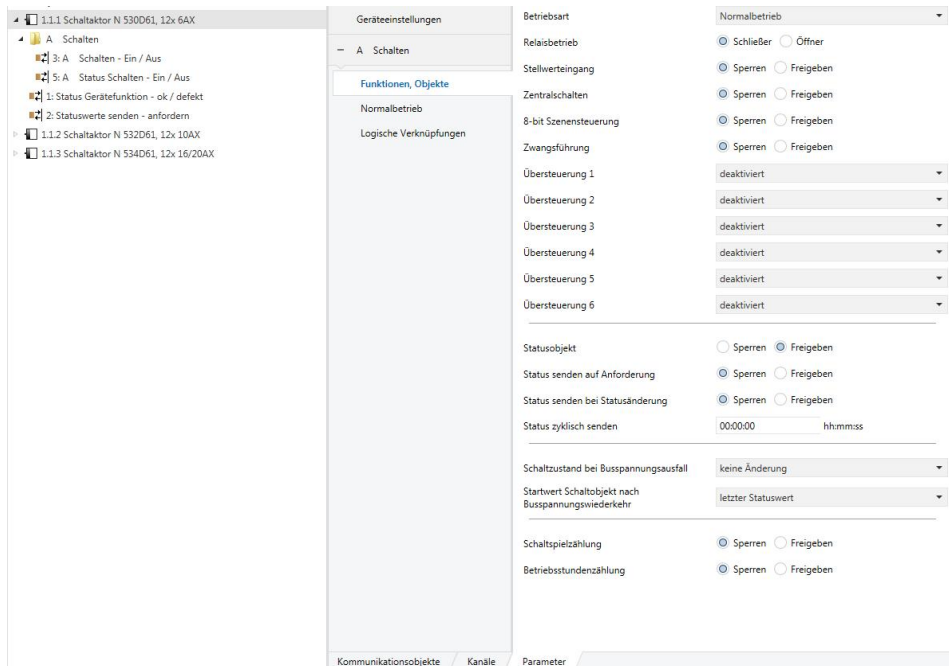 1.1.1 Schaltaktor N 530D61, 12x 6AX
A Schalten
3: A Schalten - Ein / Aus
5: A Status Schalten - Ein / Aus
1: Status Gerätefunktion - ok / defekt
2: Statuswerte senden - anfordern
1.1.2 Schaltaktor N 532D61, 12x 10AX
1.1.3 Schaltaktor N 534D61, 12x 16/20AX
Geräteeinstellungen
– A Schalten
Funktionen, Objekte
Normalbetrieb
Logische Verknüpfungen
Betriebsart Normalbetrieb
Relaisbetrieb Schließer Öffner
Stellwerteingang Sperren Freigeben
Zentralschalten Sperren Freigeben
8-bit Szenensteuerung Sperren Freigeben
Zwangsführung Sperren Freigeben
Übersteuerung 1 deaktiviert
Übersteuerung 2 deaktiviert
Übersteuerung 3 deaktiviert
Übersteuerung 4 deaktiviert
Übersteuerung 5 deaktiviert
Übersteuerung 6 deaktiviert
Statusobjekt Sperren Freigeben
Status senden auf Anforderung Sperren Freigeben
Status senden bei Statusänderung Sperren Freigeben
Status zyklisch senden 00:00:00 hh:mm:ss
Schaltzustand bei Busspannungsausfall keine Änderung
Startwert Schaltobjekt nach
Busspannungswiederkehr letzter Statuswert
Schaltspielzählung Sperren Freigeben
Betriebsstundenzählung Sperren Freigeben
Kommunikationsobjekte Kanäle Parameter